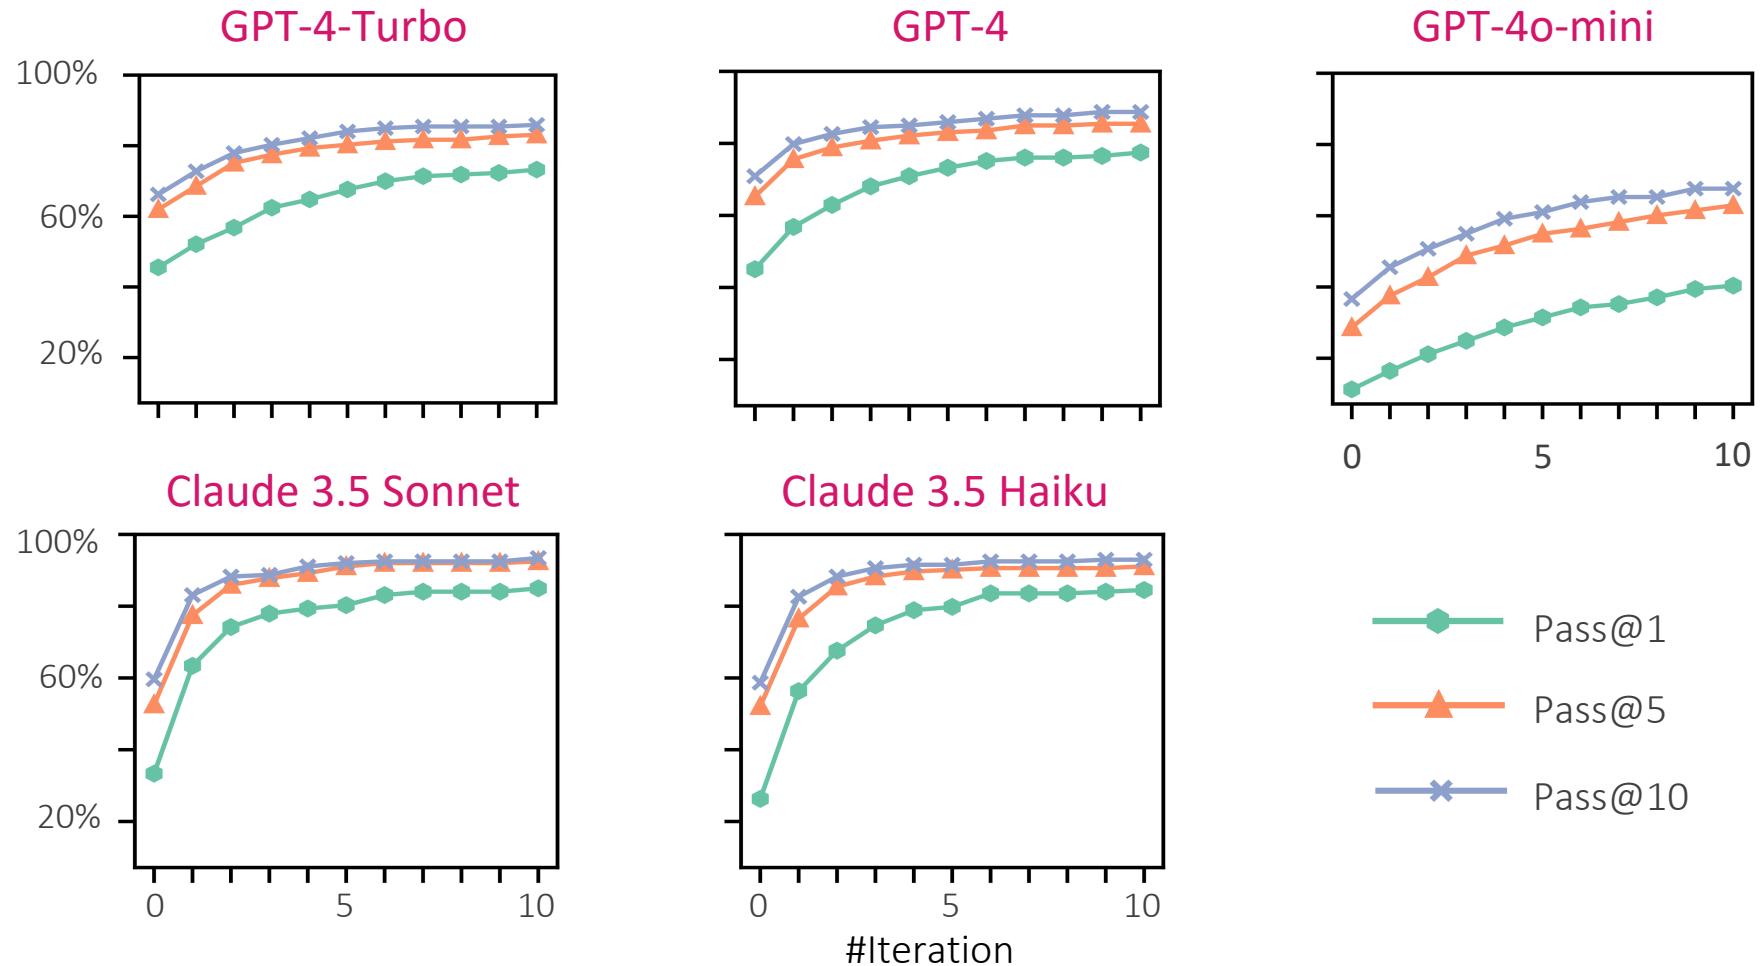 GPT-4-Turbo
GPT-4
GPT-4o-mini
100%
60%
20%
0 5 10
Claude 3.5 Sonnet
Claude 3.5 Haiku
100%
60%
20%
0 5 10
0 5 10
#Iteration
Pass@1
Pass@5
Pass@10